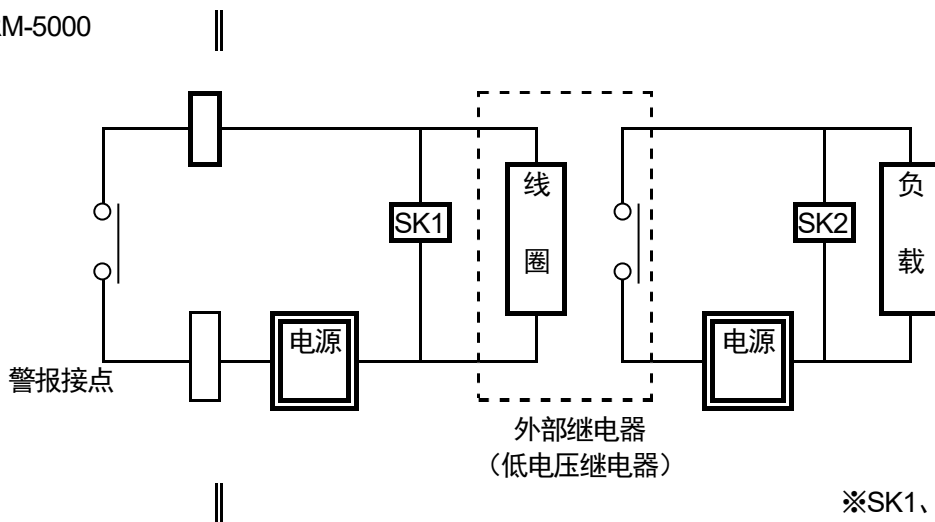 M-5000
SK1
线
圈
SK2
负
载
电源
电源
警报接点
外部继电器
（低电压继电器）
※SK1、